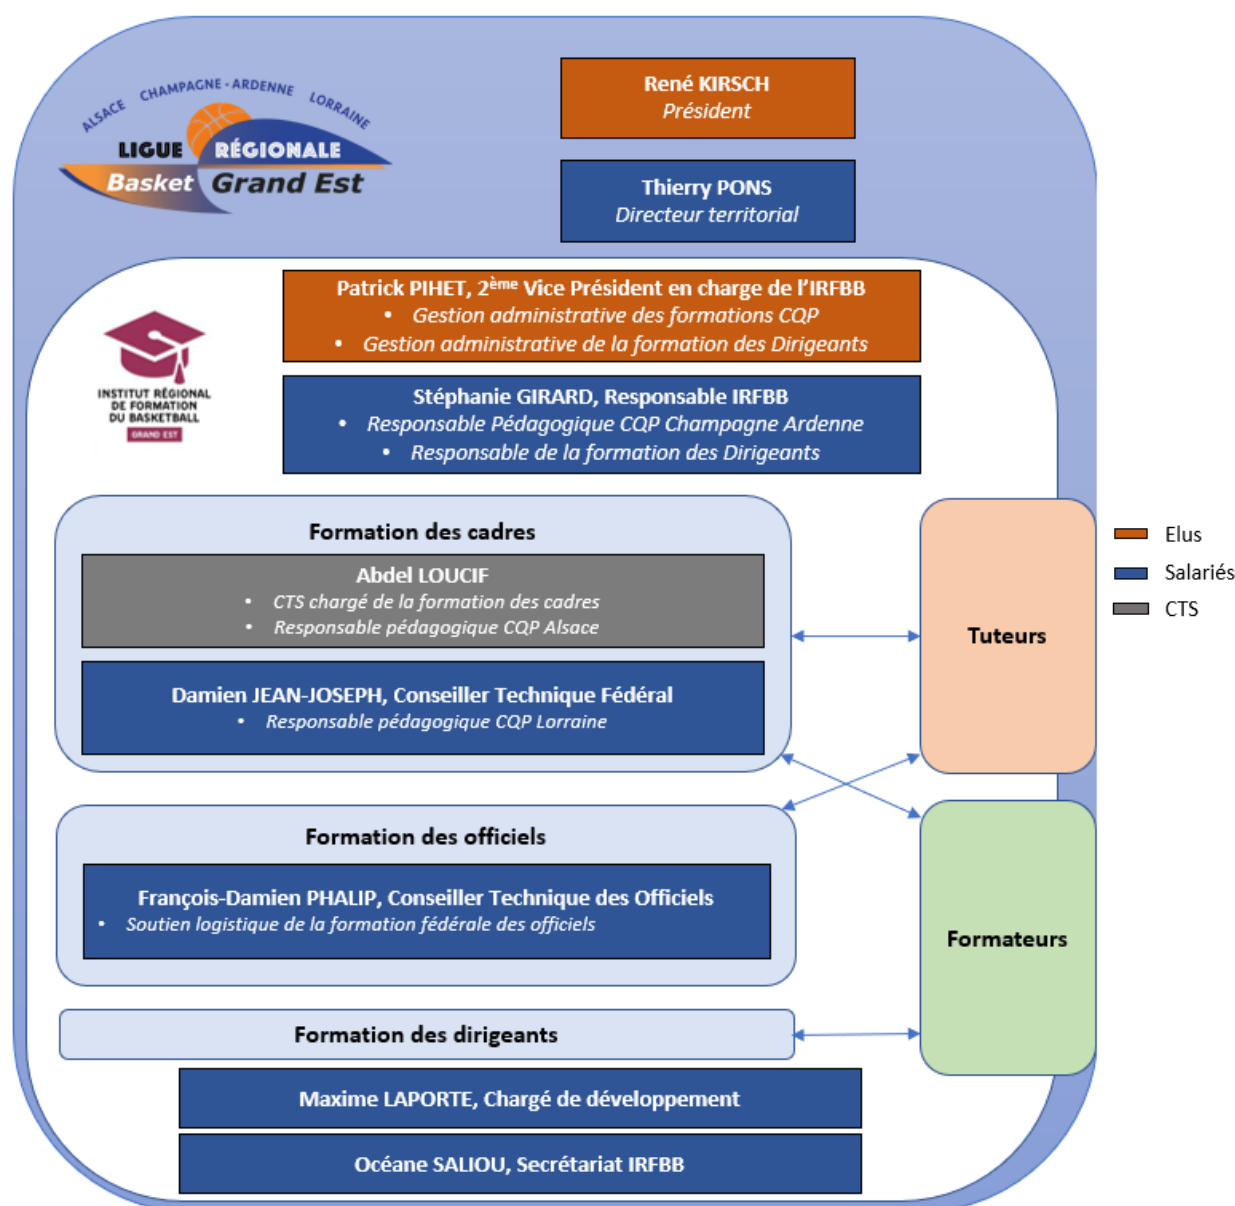 ALSACE CHAMPAGNE - ARDENNE LORRAINE
LIGUE RÉGIONALE
Basket Grand Est
René KIRSCH
Président
Thierry PONS
Directeur territorial
Patrick PIHET, 2ème Vice Président en charge de l'IRFBB
• Gestion administrative des formations CQP
• Gestion administrative de la formation des Dirigeants
INSTITUT RÉGIONAL
DE FORMATION
DU BASKETBALL
GRAND EST
Stéphanie GIRARD, Responsable IRFBB
• Responsable Pédagogique CQP Champagne Ardenne
• Responsable de la formation des Dirigeants
Formation des cadres
Abdel LOUCIF
• CTS chargé de la formation des cadres
• Responsable pédagogique CQP Alsace
Damien JEAN-JOSEPH, Conseiller Technique Fédéral
• Responsable pédagogique CQP Lorraine
Tuteurs
Elus
Salariés
CTS
Formation des officiels
François-Damien PHALIP, Conseiller Technique des Officiels
• Soutien logistique de la formation fédérale des officiels
Formateurs
Formation des dirigeants
Maxime LAPORTE, Chargé de développement
Océane SALIOU, Secrétariat IRFBB